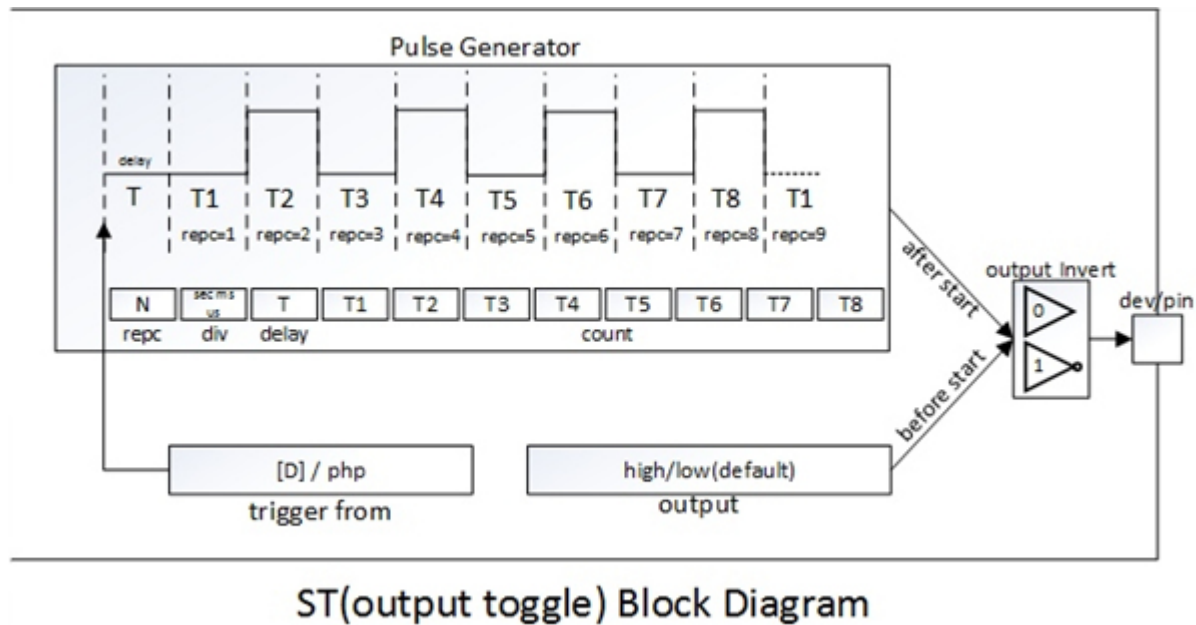 Pulse Generator
delay
T T1 T2 T3 T4 T5 T6 T7 T8 T1
repc=1 repc=2 repc=3 repc=4 repc=5 repc=6 repc=7 repc=8 repc=9
N sec ms us T T1 T2 T3 T4 T5 T6 T7 T8
repc div delay count
after start
before start
output Invert
0
1
dev/pin
[D] / php
trigger from
high/low(default)
output
ST(output toggle) Block Diagram